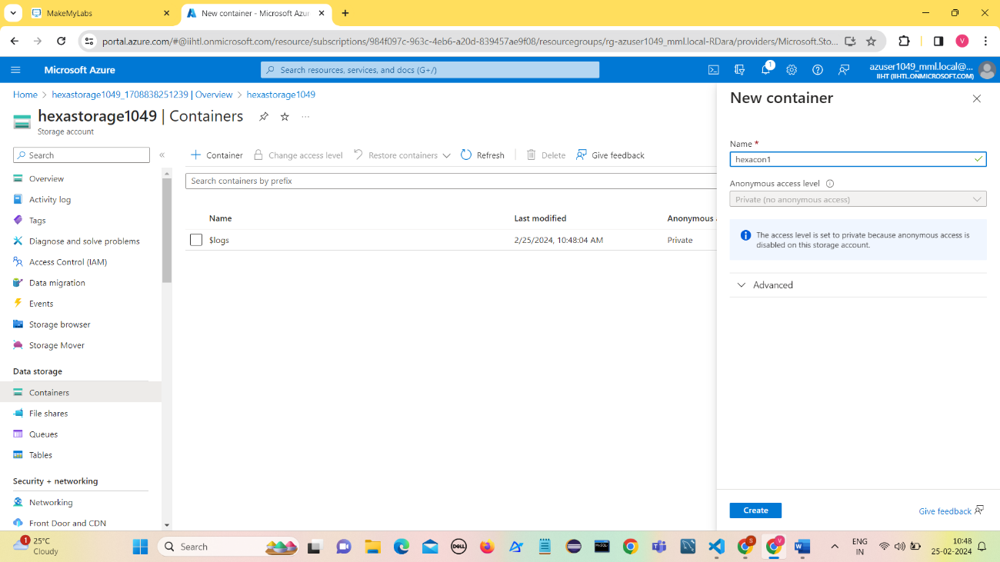 MakeMyLabs
New container - Microsoft Azur
portal.azure.com/#@iihtl.onmicrosoft.com/resource/subscriptions/984f097c-963c-4eb6-a20d-839457ae9f08/resourcegroups/rg-azuser1049_mml.local-RDara/providers/Microsoft.Sto...
V
Microsoft Azure
Search resources, services, and docs (G+/)
1
azuser1049_mml.local@...
IIHT (IIHTL.ONMICROSOFT.COM)
Home > hexastorage1049_1708838251239 | Overview > hexastorage1049
hexastorage1049 | Containers
Storage account
Search
Container
Change access level
Restore containers
Refresh
Delete
Give feedback
Search containers by prefix
Name
Last modified
Anonymous a
$logs
2/25/2024, 10:48:04 AM
Private
Overview
Activity log
Tags
Diagnose and solve problems
Access Control (IAM)
Data migration
Events
Storage browser
Storage Mover
Data storage
Containers
File shares
Queues
Tables
Security + networking
Networking
Front Door and CDN
New container
Name *
hexacon1
Anonymous access level
Private (no anonymous access)
The access level is set to private because anonymous access is
disabled on this storage account.
Advanced
Create
Give feedback
1
25°C
Cloudy
Search
DELL
S
V
W
ENG
IN
10:48
25-02-2024